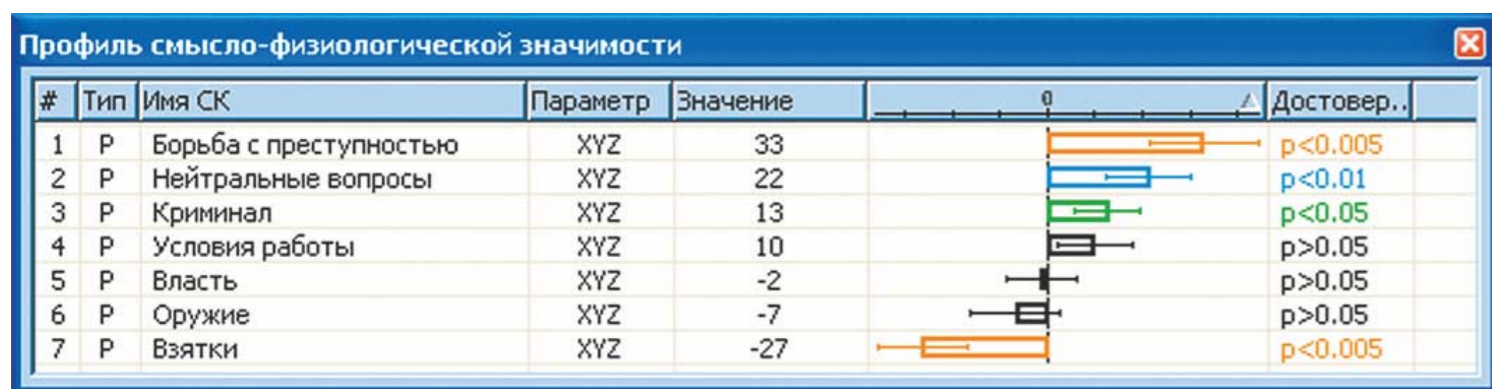 Профиль смысло-физиологической значимости
# Тип Имя СК Параметр Значение 0 Достовер..
1 Р Борьба с преступностью XYZ 33 p<0.005
2 Р Нейтральные вопросы XYZ 22 p<0.01
3 Р Криминал XYZ 13 p<0.05
4 Р Условия работы XYZ 10 p>0.05
5 Р Власть XYZ -2 p>0.05
6 Р Оружие XYZ -7 p>0.05
7 Р Взятки XYZ -27 p<0.005